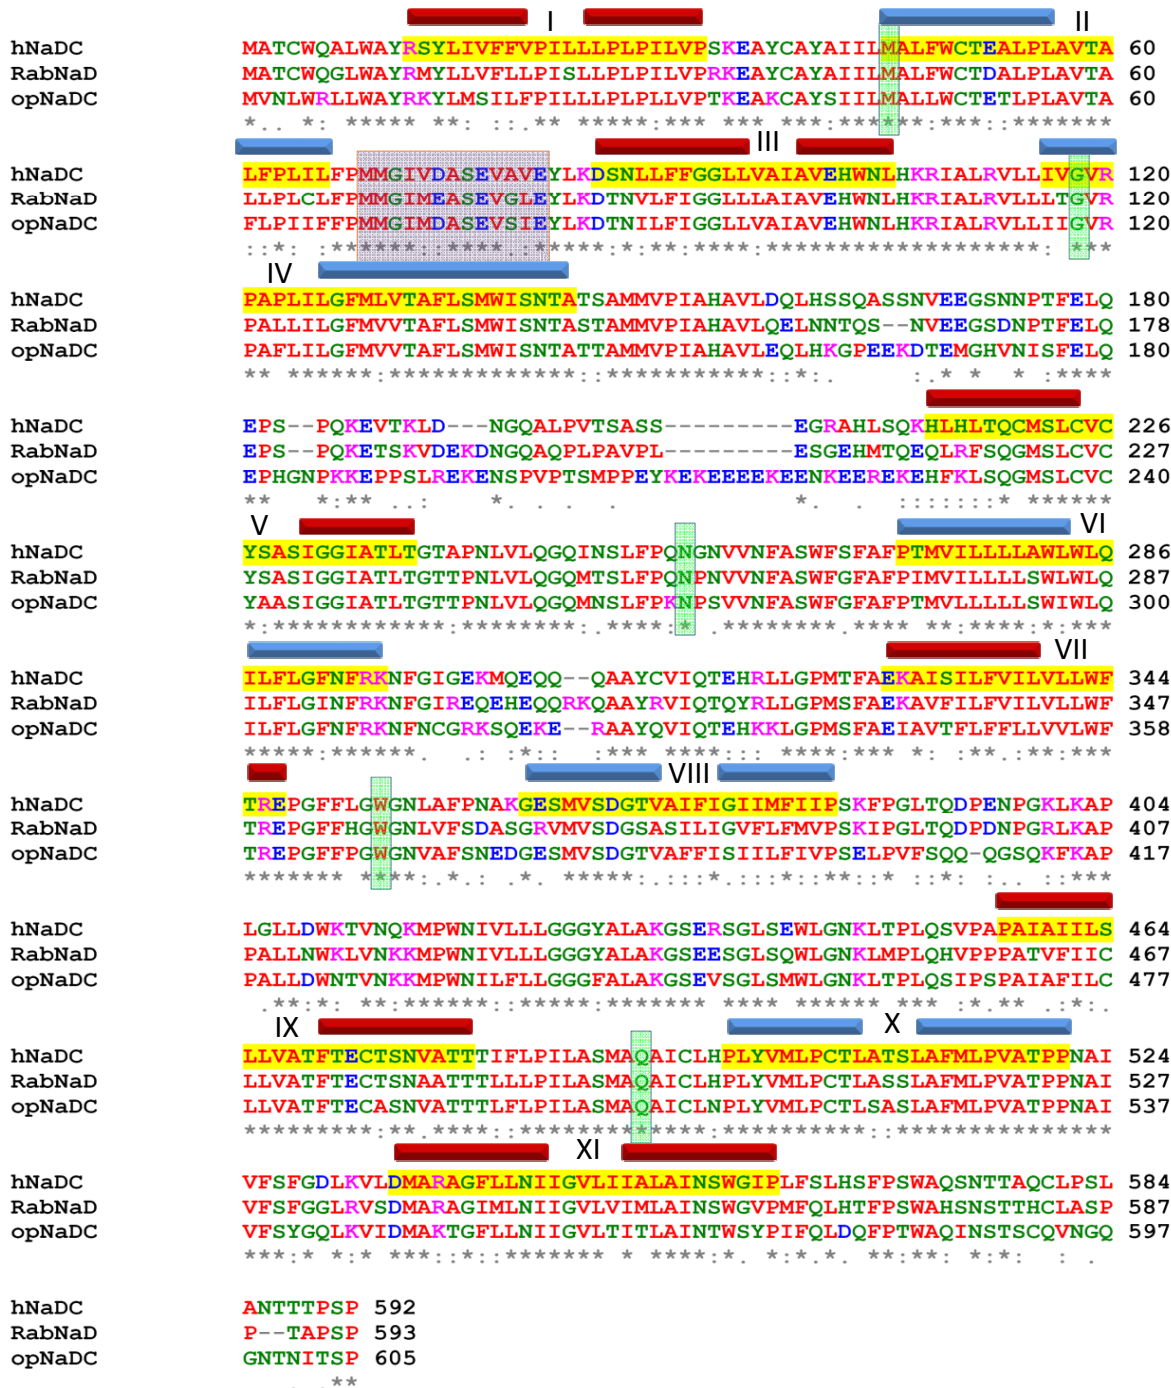 I II
hNaDC MATCWQALWAYRSYLIVFFVPILLLPLPILVPSKEAYCAYAIILMALFWCTEALPLAVTA 60
RabNaD MATCWQGLWAYRMYLLVFLLPISLLPLPILVPRKEAYCAYAIILMALFWCTDALPLAVTA 60
opNaDC MVNLWRLLWAYRKYLMSILFPILLLPLPLLVPTKEAKCAYSIILMALLWCTETLPLAVTA 60
III
hNaDC LFPLILFPMMGIVDASEVAVEYLKDSNLLFFGGLLVAIAVEHWNLHKRIALRVLLIVGVR 120
RabNaD LLPLCLFPMMGIMEASEVGLEYLKDTNVLFIGGLLLAIAVEHWNLHKRIALRVLLLTGVR 120
opNaDC FLPIIFFPMMGIMDASEVSIEYLKDTNILFIGGLLVAIAVEHWNLHKRIALRVLLIIGVR 120
IV
hNaDC PAPLILGFMLVTAFLSMWISNTATSAMMVPIAHAVLDQLHSSQASSNVEEGSNNPTFELQ 180
RabNaD PALLILGFMVVTAFLSMWISNTASTAMMVPIAHAVLQELNNTQS--NVEEGSDNPTFELQ 178
opNaDC PAFLILGFMVVTAFLSMWISNTATTAMMVPIAHAVLEQLHKGPEEKDTEMGHVNISFELQ 180
hNaDC EPS--PQKEVTKLD---NGQALPVTSASS---------EGRAHLSQKHLHLTQCMSLCVC 226
RabNaD EPS--PQKETSKVDEKDNGQAQPLPAVPL---------ESGEHMTQEQLRFSQGMSLCVC 227
opNaDC EPHGNPKKEPPSLREKENSPVPTSMPPEYKEKEEEEKEENKEEREKEHFKLSQGMSLCVC 240
V VI
hNaDC YSASIGGIATLTGTAPNLVLQGQINSLFPQNGNVVNFASWFSFAFPTMVILLLLAWLWLQ 286
RabNaD YSASIGGIATLTGTTPNLVLQGQMTSLFPQNPNVVNFASWFGFAFPIMVILLLLSWLWLQ 287
opNaDC YAASIGGIATLTGTTPNLVLQGQMNSLFPKNPSVVNFASWFGFAFPTMVLLLLLSWIWLQ 300
VII
hNaDC ILFLGFNFRKNFGIGEKMQEQQ--QAAYCVIQTEHRLLGPMTFAEKAISILFVILVLLWF 344
RabNaD ILFLGINFRKNFGIREQEHEQQRKQAAYRVIQTQYRLLGPMSFAEKAVFILFVILVLLWF 347
opNaDC ILFLGFNFRKNFNCGRKSQEKE--RAAYQVIQTEHKKLGPMSFAEIAVTFLFFLLVVLWF 358
VIII
hNaDC TREPGFFLGWGNLAFPNAKGESMVSDGTVAIFIGIIMFIIPSKFPGLTQDPENPGKLKAP 404
RabNaD TREPGFFHGWGNLVFSDASGRVMVSDGSASILIGVFLFMVPSKIPGLTQDPDNPGRLKAP 407
opNaDC TREPGFFPGWGNVAFSNEDGESMVSDGTVAFFISIILFIVPSELPVFSQQ-QGSQKFKAP 417
hNaDC LGLLDWKTVNQKMPWNIVLLLGGGYALAKGSERSGLSEWLGNKLTPLQSVPAPAIAIILS 464
RabNaD PALLNWKLVNKKMPWNIVLLLGGGYALAKGSEESGLSQWLGNKLMPLQHVPPPATVFIIC 467
opNaDC PALLDWNTVNKKMPWNILFLLGGGFALAKGSEVSGLSMWLGNKLTPLQSIPSPAIAFILC 477
IX X
hNaDC LLVATFTECTSNVATTTIFLPILASMAQAICLHPLYVMLPCTLATSLAFMLPVATPPNAI 524
RabNaD LLVATFTECTSNAATTTLLLPILASMAQAICLHPLYVMLPCTLASSLAFMLPVATPPNAI 527
opNaDC LLVATFTECASNVATTTLFLPILASMAQAICLNPLYVMLPCTLSASLAFMLPVATPPNAI 537
XI
hNaDC VFSFGDLKVLDMARAGFLLNIIGVLIIALAINSWGIPLFSLHSFPSWAQSNTTAQCLPSL 584
RabNaD VFSFGGLRVSDMARAGIMLNIIGVLVIMLAINSWGVPMFQLHTFPSWAHSNSTTHCLASP 587
opNaDC VFSYGQLKVIDMAKTGFLLNIIGVLTITLAINTWSYPIFQLDQFPTWAQINSTSCQVNGQ 597
hNaDC ANTTTPSP 592
RabNaD P--TAPSP 593
opNaDC GNTNITSP 605